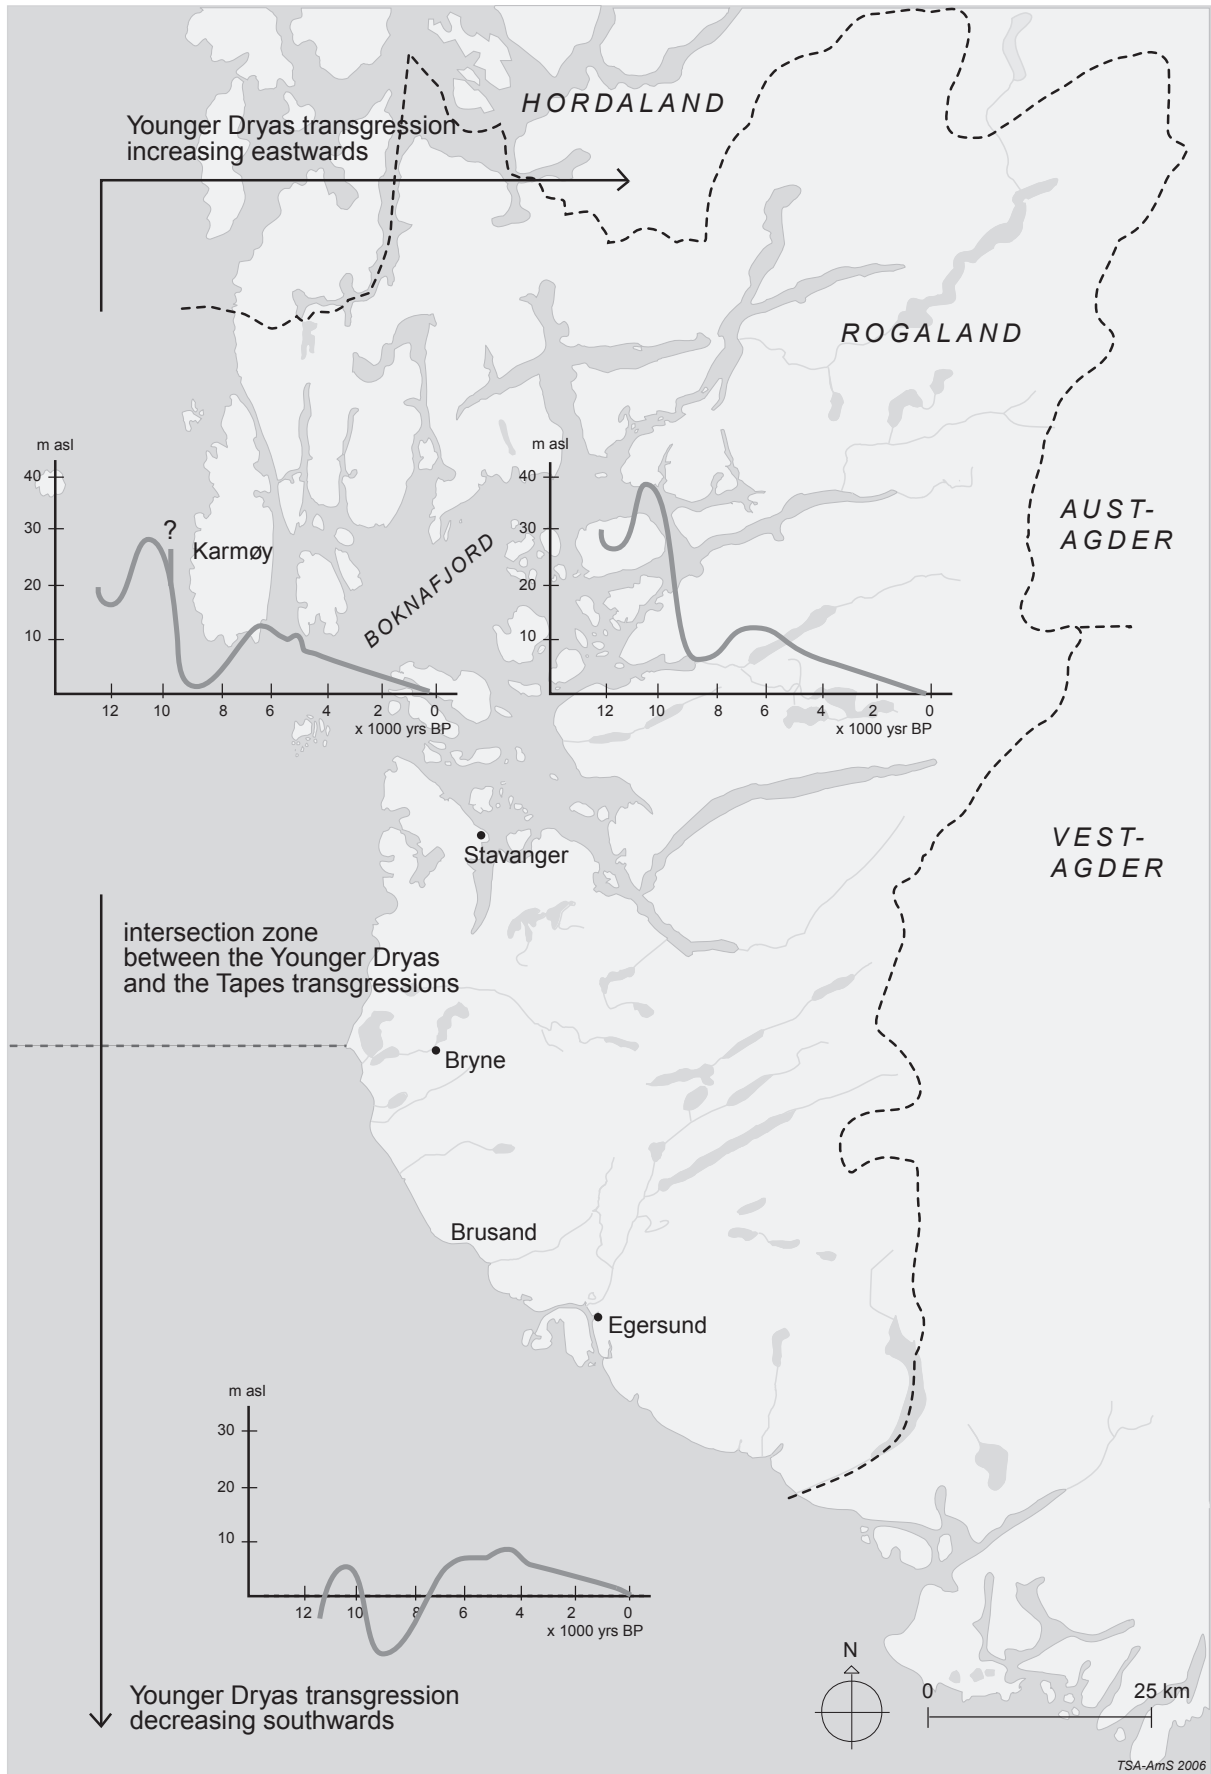 HORDALAND
Younger Dryas transgression
increasing eastwards
ROGALAND
m asl
40
30
20
10
?
Karmøy
12 10 8 6 4 2 0
x 1000 yrs BP
BOKNAFJORD
m asl
40
30
20
10
12 10 8 6 4 2 0
x 1000 ysr BP
AUST-
AGDER
VEST-
AGDER
Stavanger
intersection zone
between the Younger Dryas
and the Tapes transgressions
Bryne
Brusand
Egersund
m asl
30
20
10
12 10 8 6 4 2 0
x 1000 yrs BP
Younger Dryas transgression
decreasing southwards
N
0 25 km
TSA-AmS 2006